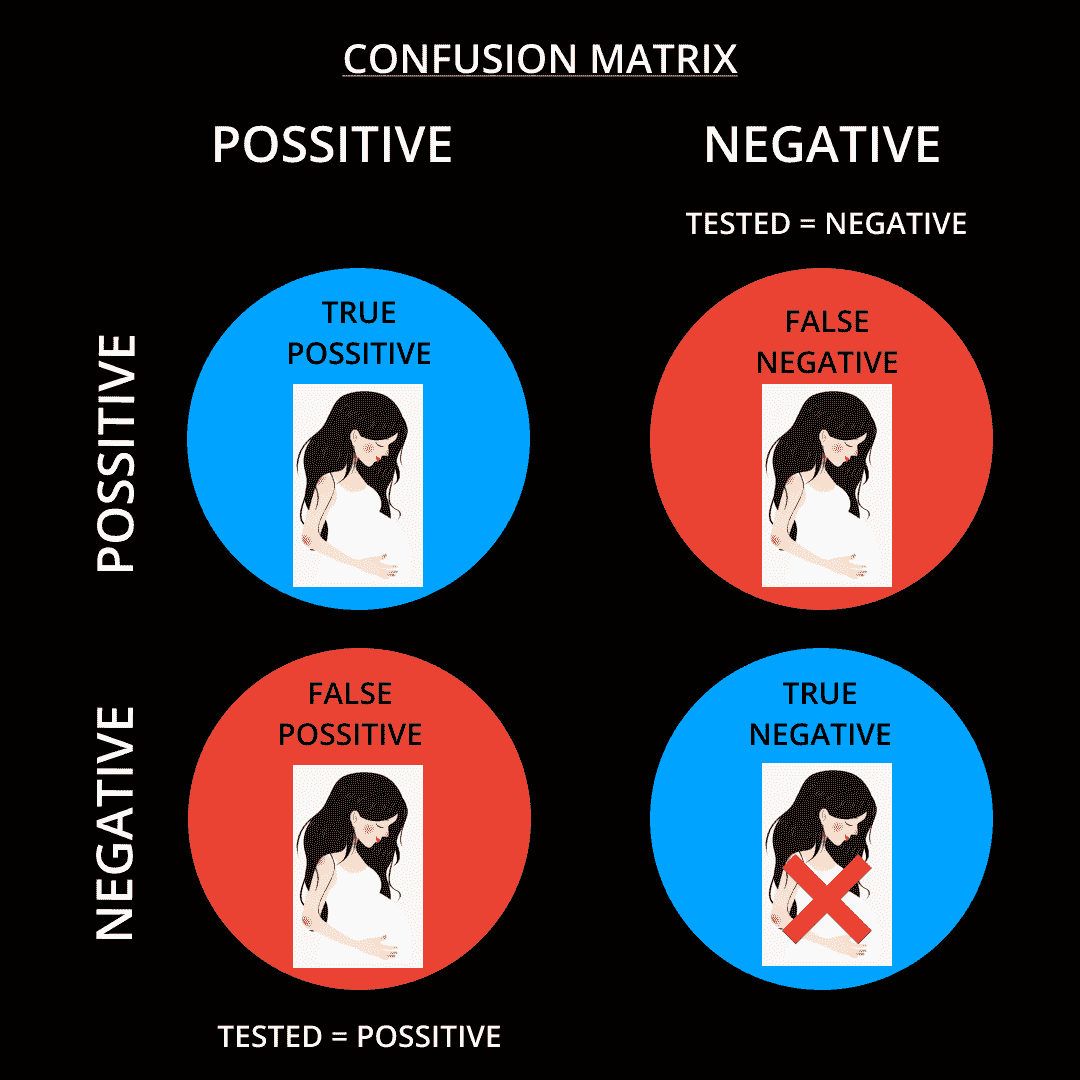 CONFUSION MATRIX
POSSITIVE
NEGATIVE
TESTED = NEGATIVE
POSSITIVE
TRUE
POSSITIVE
FALSE
NEGATIVE
NEGATIVE
FALSE
POSSITIVE
TRUE
NEGATIVE
TESTED = POSSITIVE